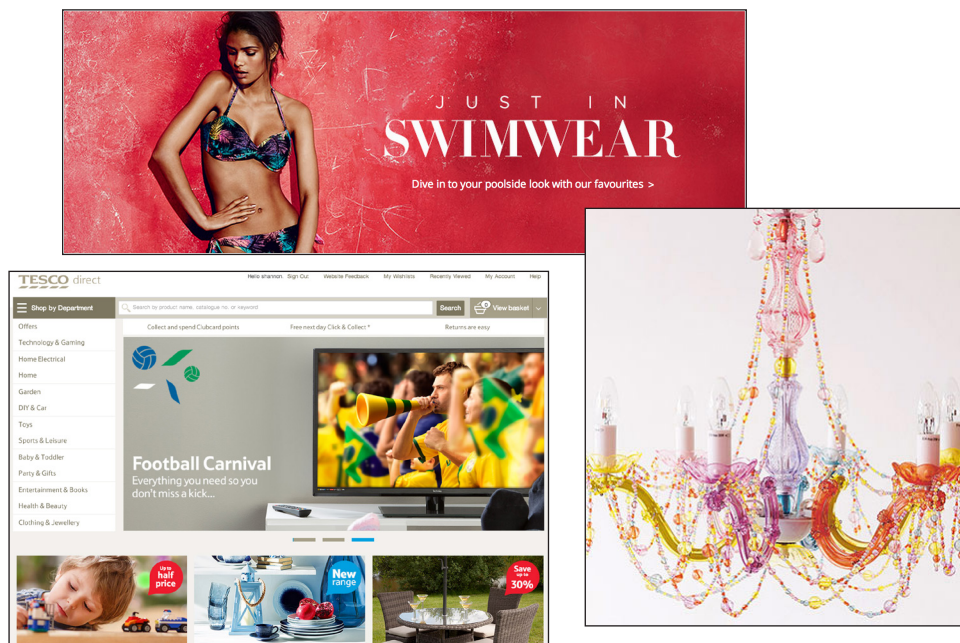 JUST IN
SWIMWEAR
Dive in to your poolside look with our favourites >
TESCO direct
Hello shannon. Sign Out Website Feedback My Wishlists Recently Viewed My Account Help
Shop by Department
Search by product name, catalogue no. or keyword
Search
0 View basket
Collect and spend Clubcard points Free next day Click & Collect * Returns are easy
Offers
Technology & Gaming
Home Electrical
Home
Garden
DIY & Car
Toys
Sports & Leisure
Baby & Toddler
Party & Gifts
Entertainment & Books
Health & Beauty
Clothing & Jewellery
Football Carnival
Everything you need so you
don't miss a kick...
Up to
half
price
New
range
Save
up to
30%